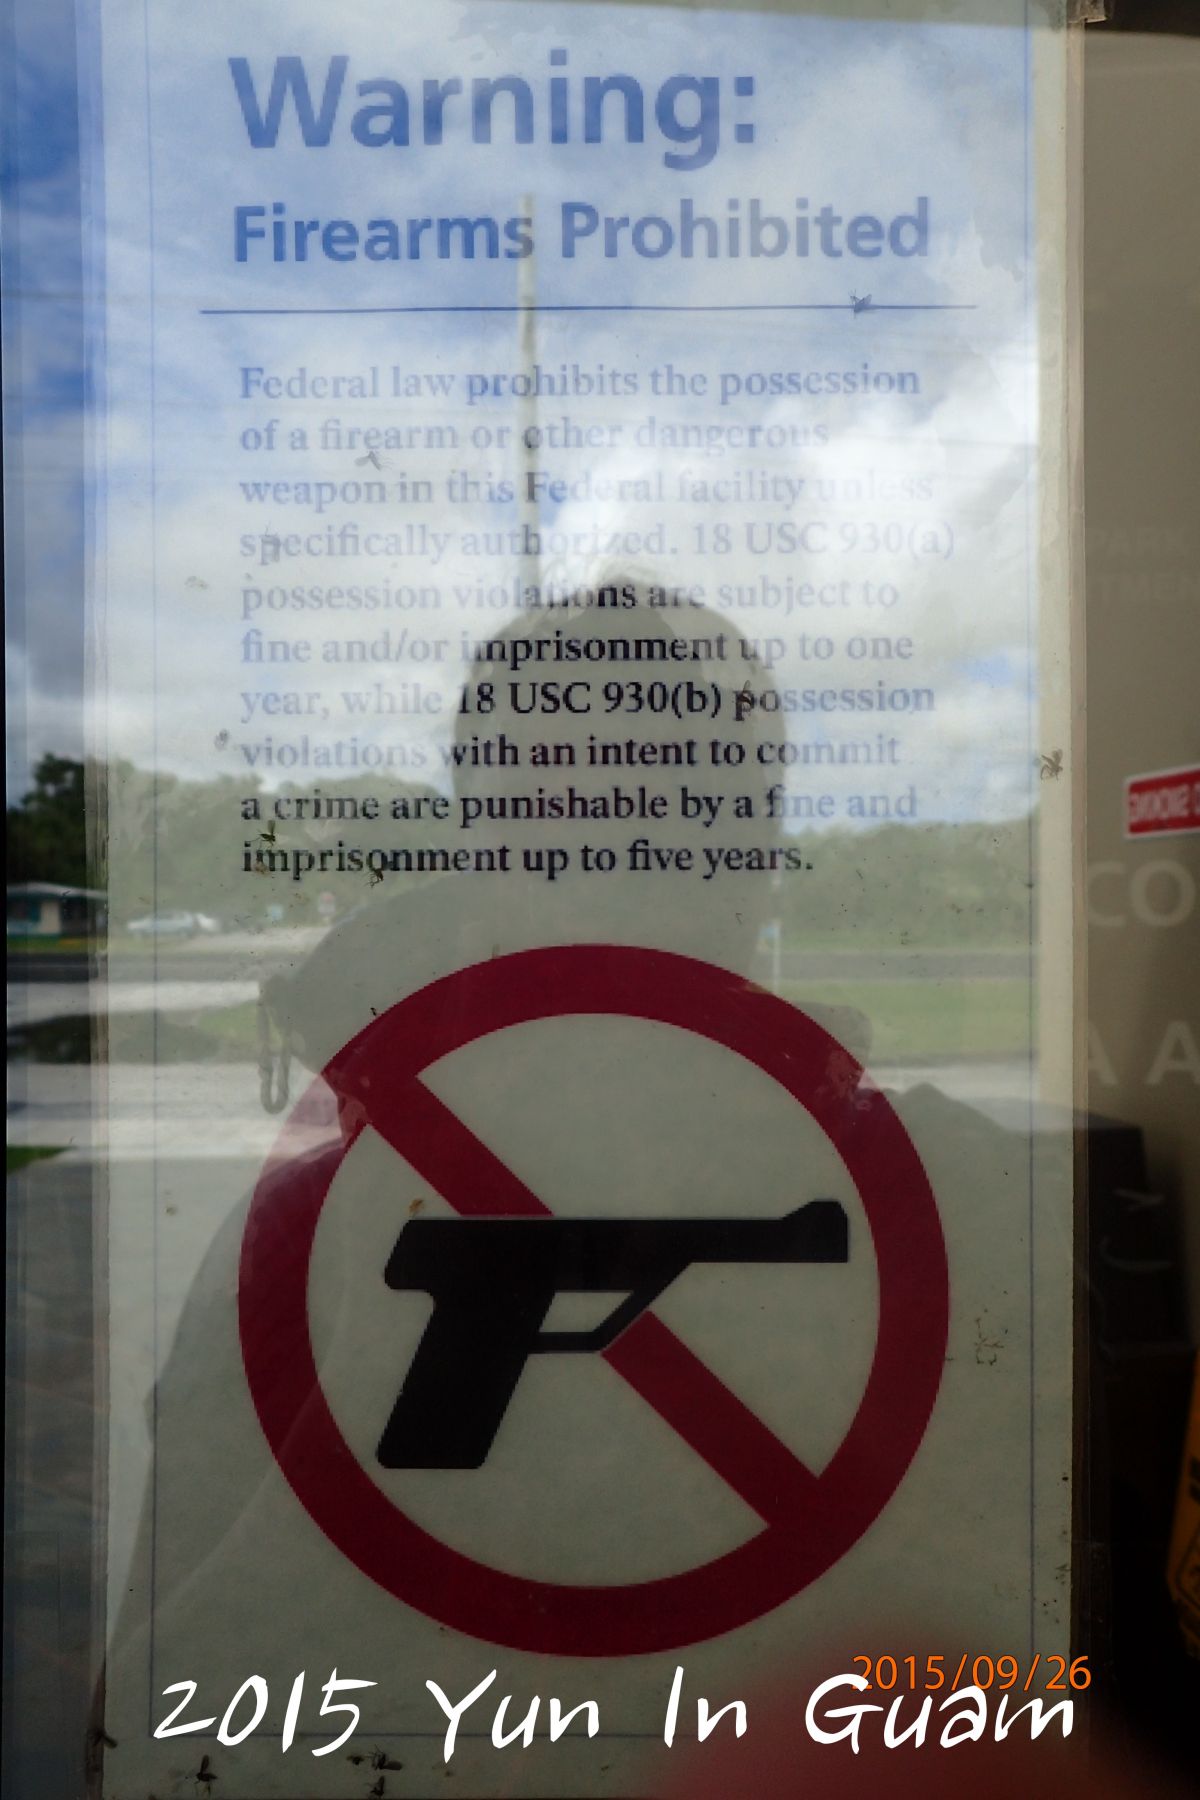 Warning:
Firearms Prohibited
Federal law prohibits the possession
of a firearm or other dangerous
weapon in this Federal facility unless
specifically authorized. 18 USC 930(a)
possession violations are subject to
fine and/or imprisonment up to one
year, while 18 USC 930(b) possession
violations with an intent to commit
a crime are punishable by a fine and
imprisonment up to five years.
PARK
CO
A A
2015/09/26
2015 Yun In Guam